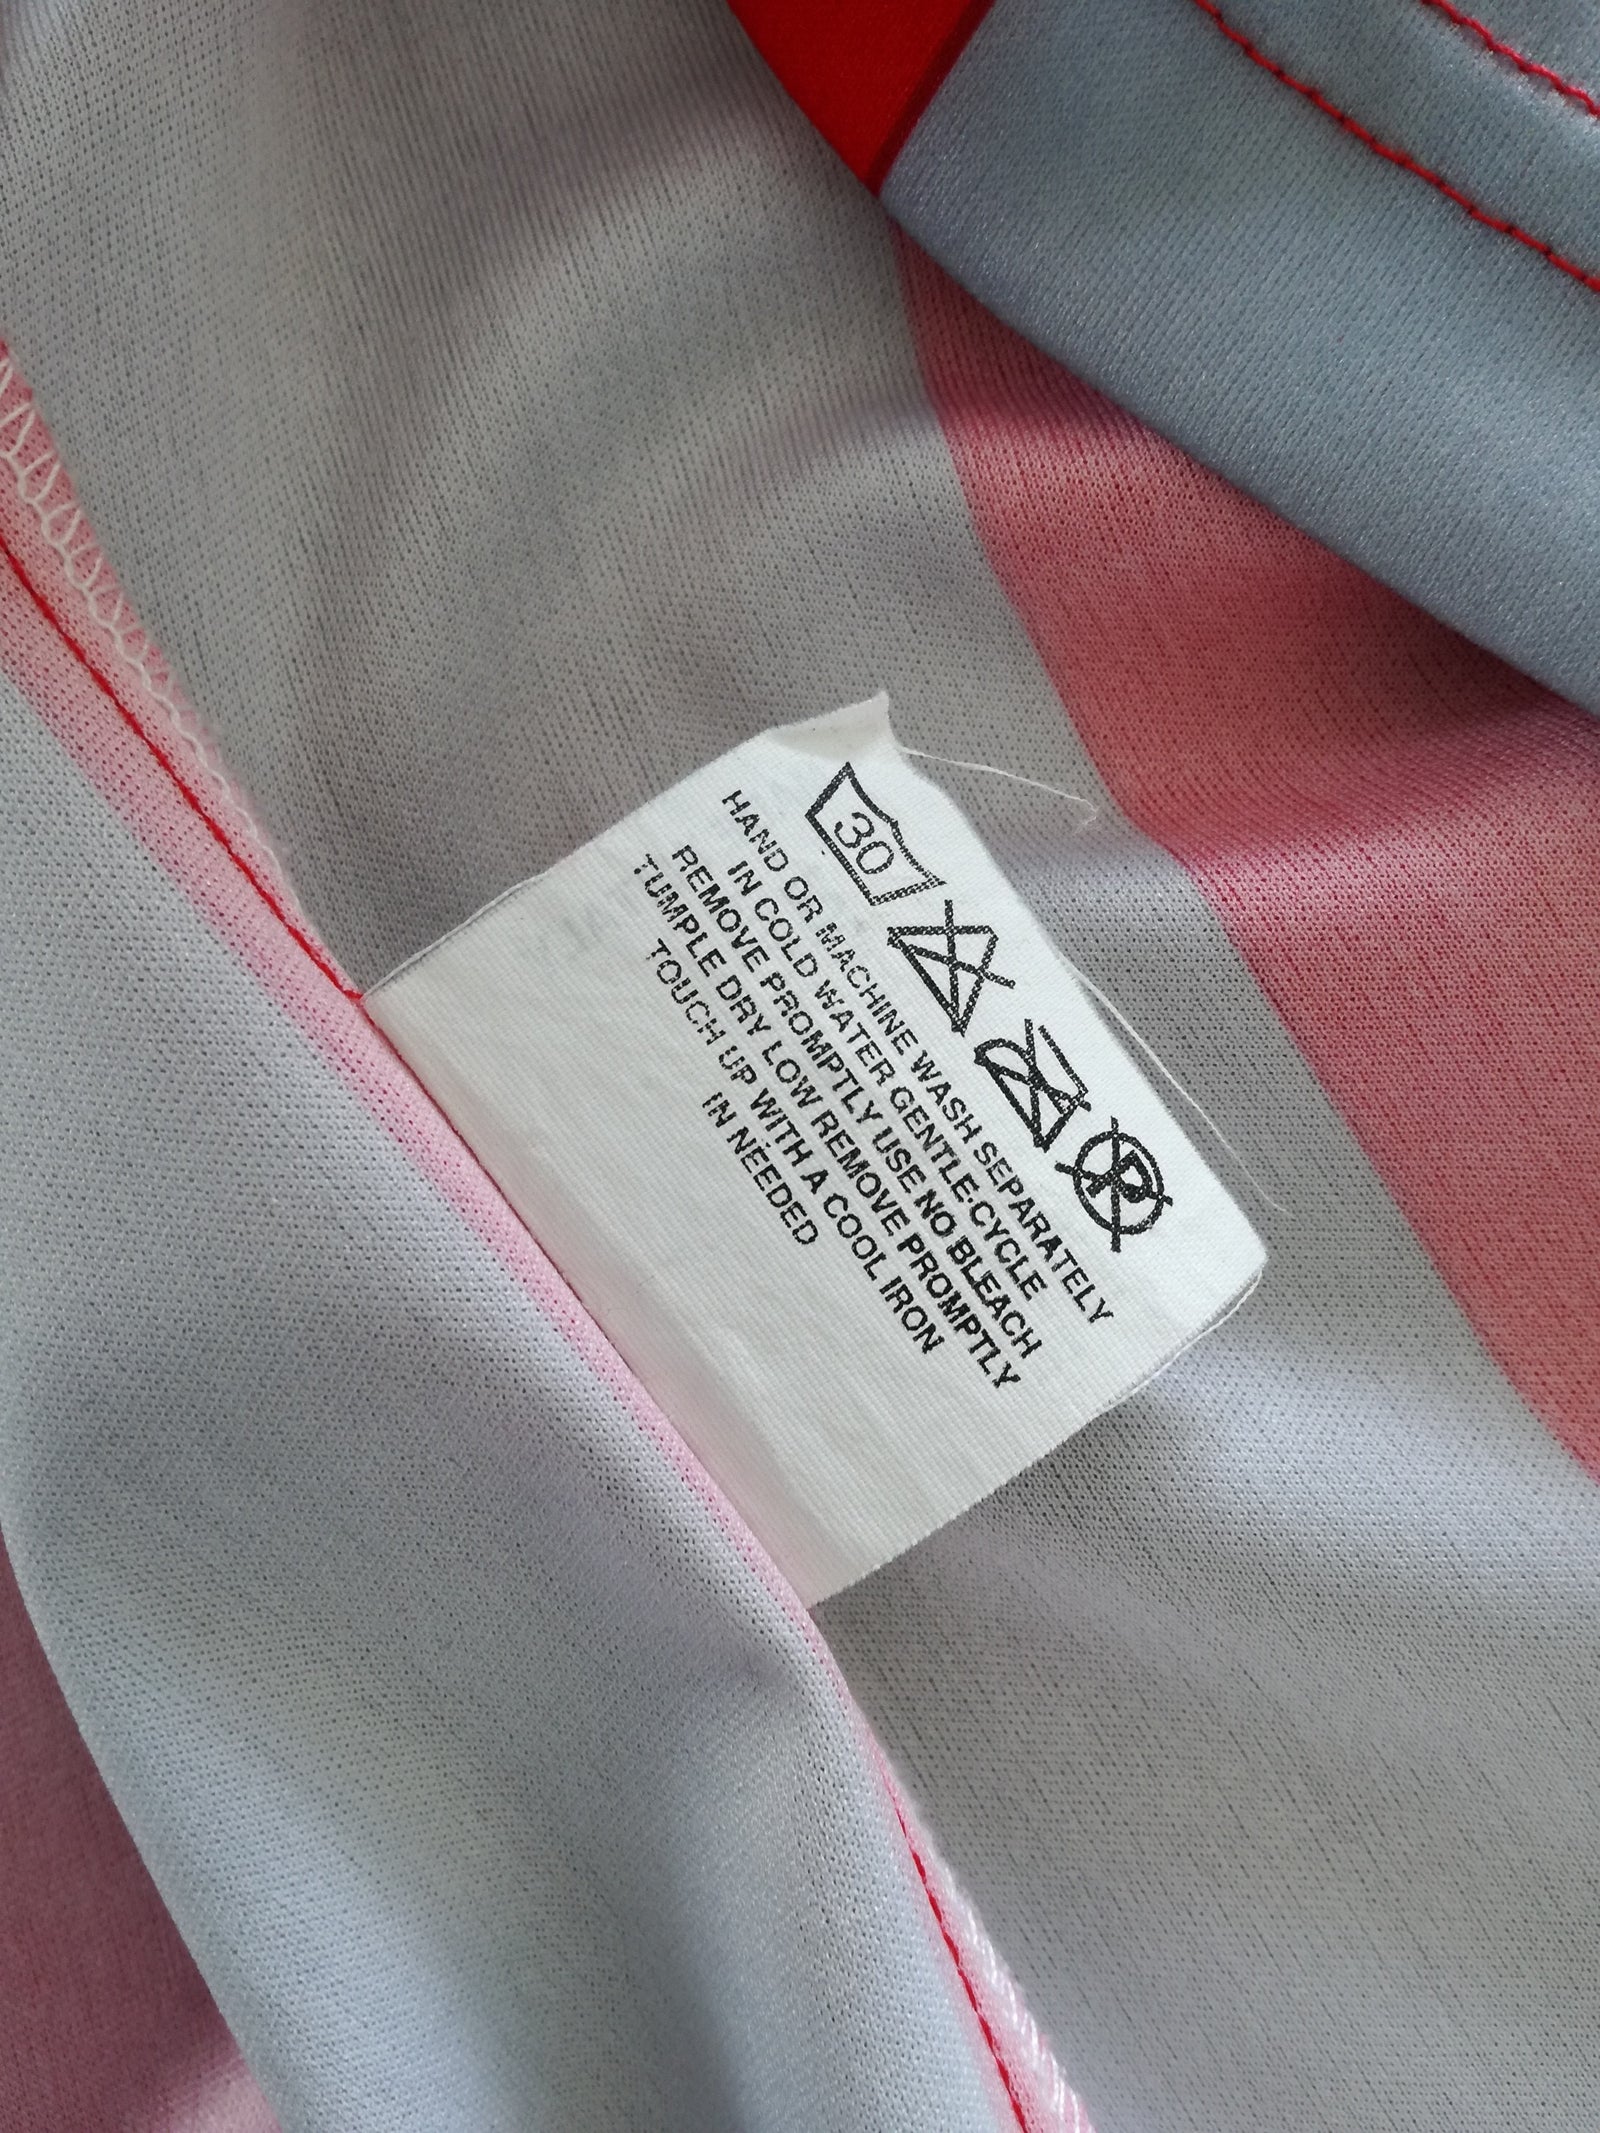 30 P
HAND OR MACHINE WASH SEPARATELY
IN COLD WATER GENTLE·CYCLE
REMOVE PROMPTLY USE NO BLEACH
TUMPLE DRY LOW REMOVE PROMPTLY
TOUCH UP WITH A COOL IRON
IN NEEDED